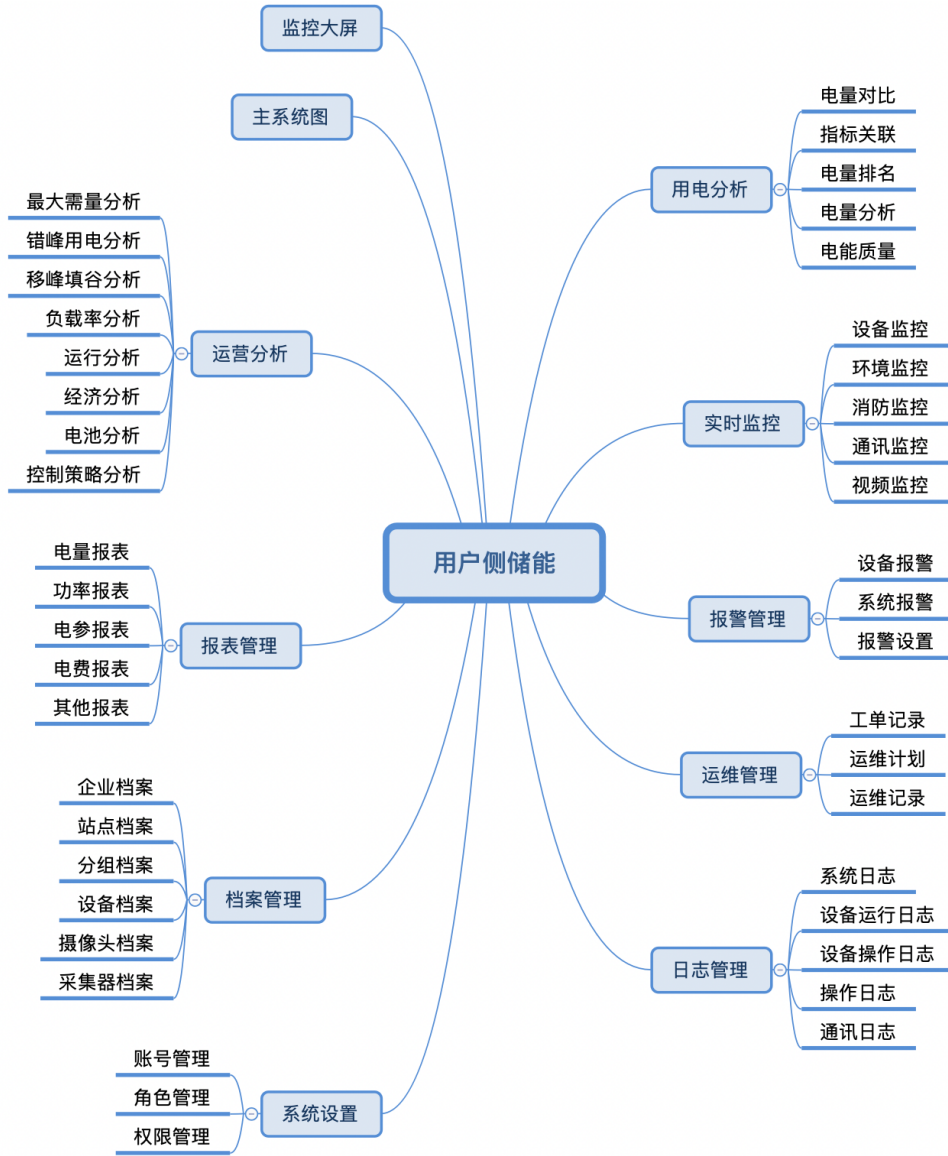 用户侧储能
监控大屏
主系统图
运营分析
最大需量分析
错峰用电分析
移峰填谷分析
负载率分析
运行分析
经济分析
电池分析
控制策略分析
报表管理
电量报表
功率报表
电参报表
电费报表
其他报表
档案管理
企业档案
站点档案
分组档案
设备档案
摄像头档案
采集器档案
系统设置
账号管理
角色管理
权限管理
用电分析
电量对比
指标关联
电量排名
电量分析
电能质量
实时监控
设备监控
环境监控
消防监控
通讯监控
视频监控
报警管理
设备报警
系统报警
报警设置
运维管理
工单记录
运维计划
运维记录
日志管理
系统日志
设备运行日志
设备操作日志
操作日志
通讯日志